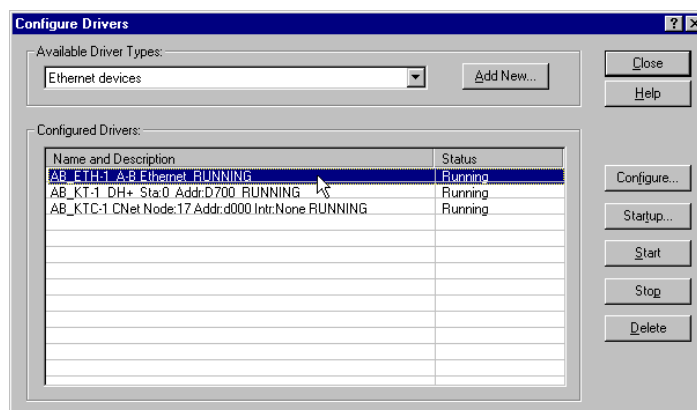 Configure Drivers
Available Driver Types:
Ethernet devices
Add New...
Close
Help
Configured Drivers:
Name and Description Status
AB_ETH-1 A-B Ethernet RUNNING Running
AB_KT-1 DH+ Sta:0 Addr:D700 RUNNING Running
AB_KTC-1 CNet Node:17 Addr:d000 Intr:None RUNNING Running
Configure...
Startup...
Start
Stop
Delete